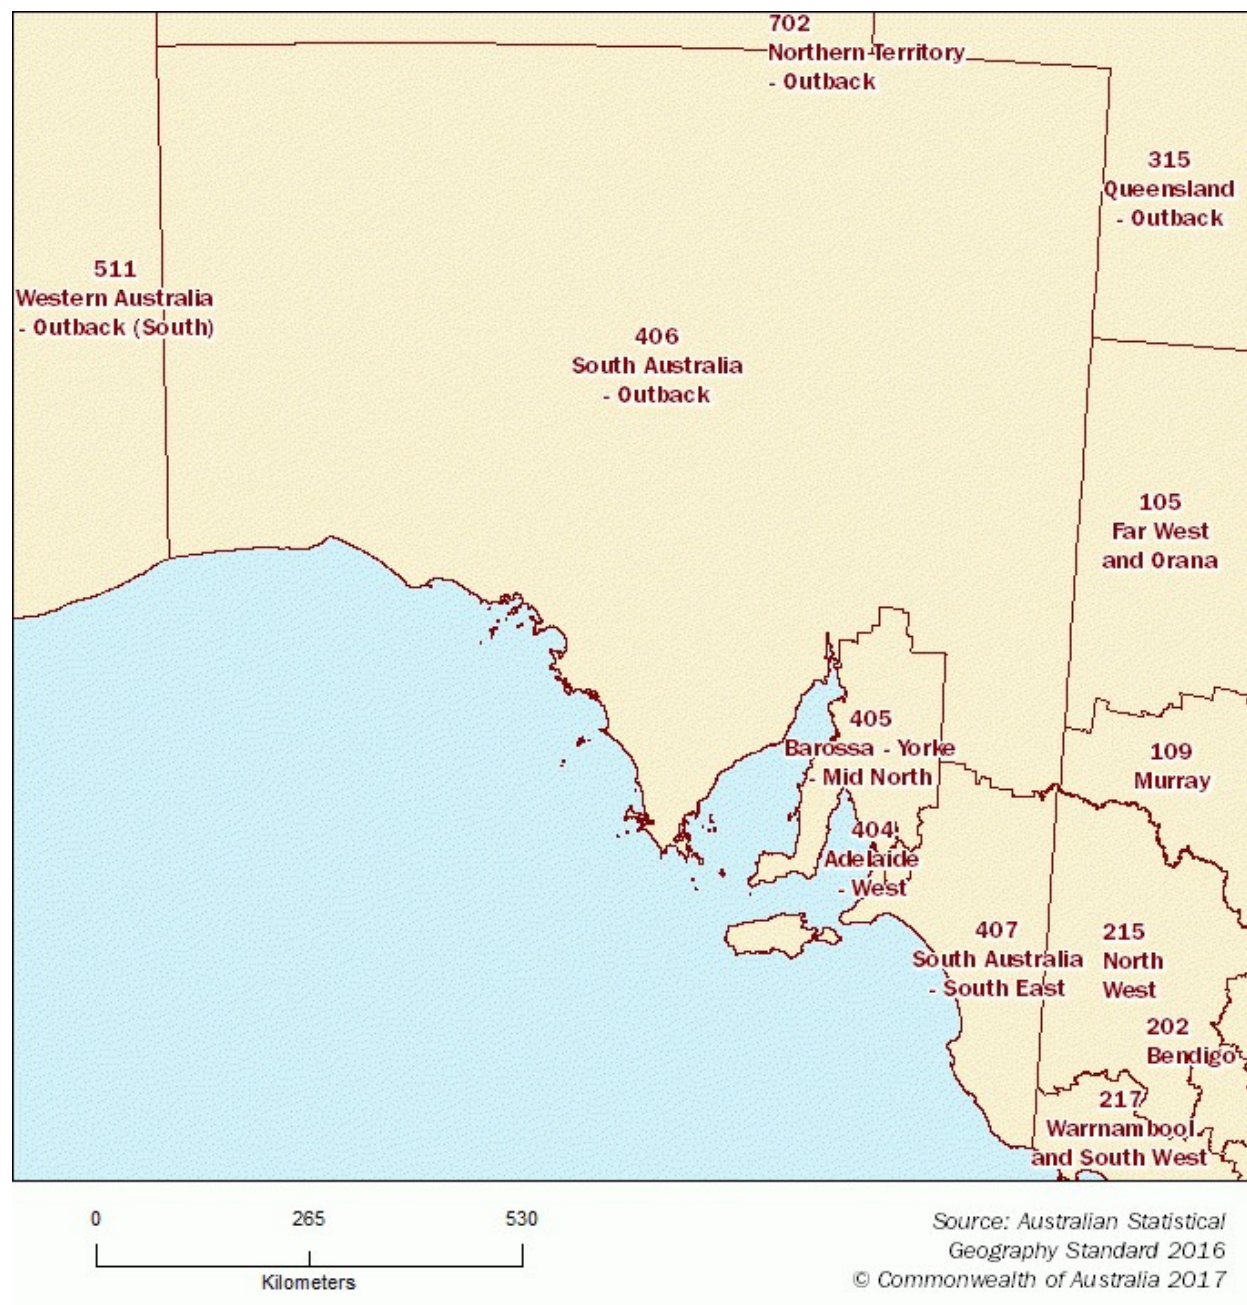 702
Northern Territory
- Outback
315
Queensland
- Outback
511
Western Australia
- Outback (South)
406
South Australia
- Outback
105
Far West
and Orana
405
Barossa - Yorke
- Mid North
109
Murray
404
Adelaide
- West
407
South Australia
- South East
215
North
West
202
Bendigo
217
Warrnambool
and South West
0 265 530
Kilometers
Source: Australian Statistical
Geography Standard 2016
© Commonwealth of Australia 2017